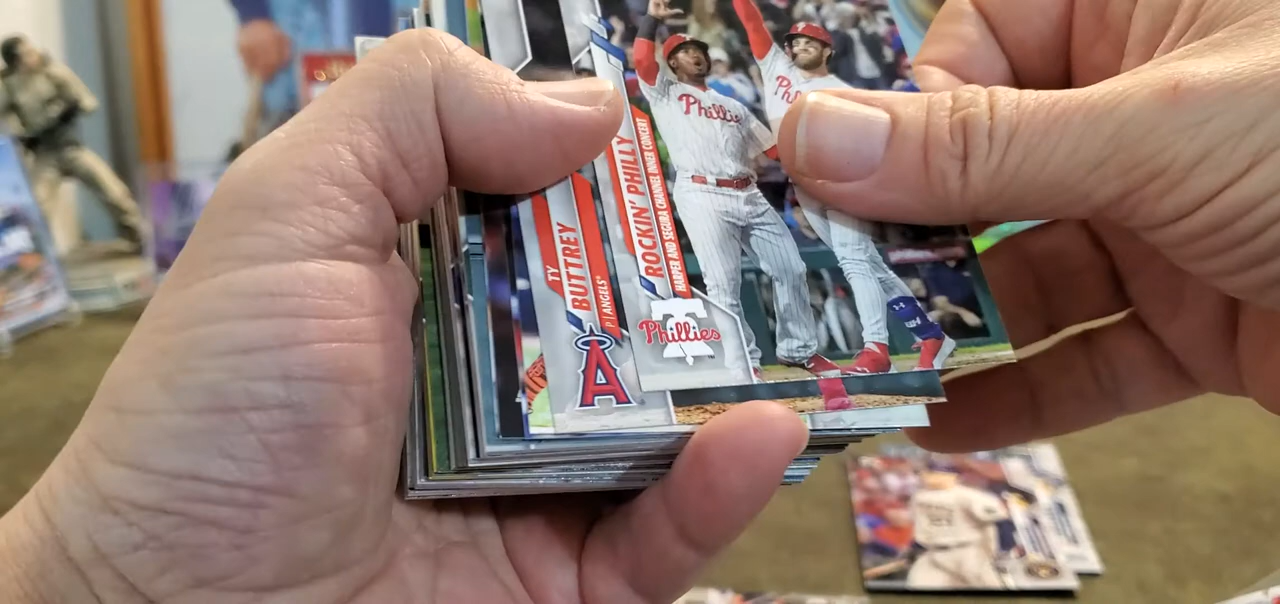 ROCKIN' PHILLY
HARPER AND SEGURA CHANNEL INNER CONCERT
Phillies
TY
BUTTREY
P | ANGELS®
A